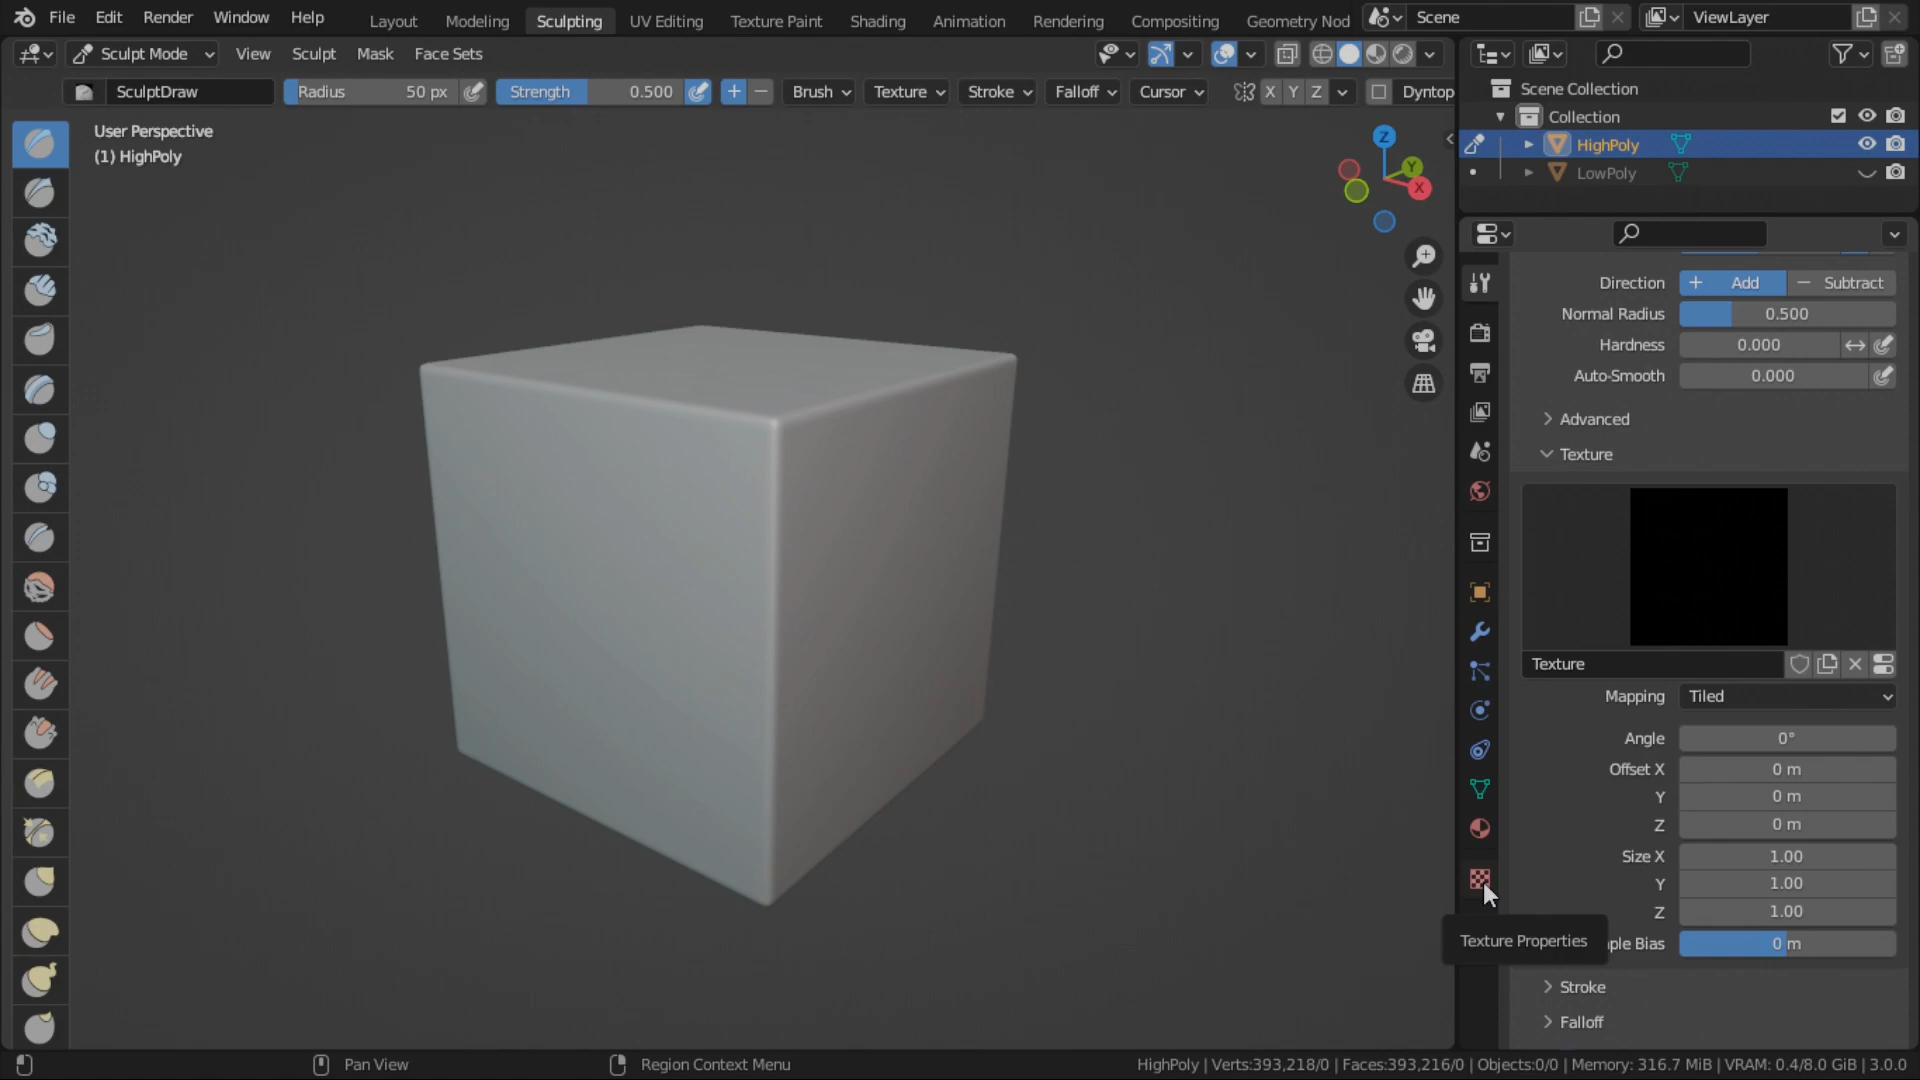 File Edit Render Window Help Layout Modeling Sculpting UV Editing Texture Paint Shading Animation Rendering Compositing Geometry Nod Scene ViewLayer
Sculpt Mode View Sculpt Mask Face Sets
SculptDraw Radius 50 px Strength 0.500 Brush Texture Stroke Falloff Cursor X Y Z Dyntop
Scene Collection
Collection
HighPoly
LowPoly
User Perspective
(1) HighPoly
Z
Y
X
Direction + Add − Subtract
Normal Radius 0.500
Hardness 0.000
Auto-Smooth 0.000
Advanced
Texture
Texture
Mapping Tiled
Angle 0°
Offset X 0 m
Y 0 m
Z 0 m
Size X 1.00
Y 1.00
Z 1.00
Texture Properties
ple Bias 0 m
Stroke
Falloff
Pan View Region Context Menu HighPoly | Verts:393,218/0 | Faces:393,216/0 | Objects:0/0 | Memory: 316.7 MiB | VRAM: 0.4/8.0 GiB | 3.0.0